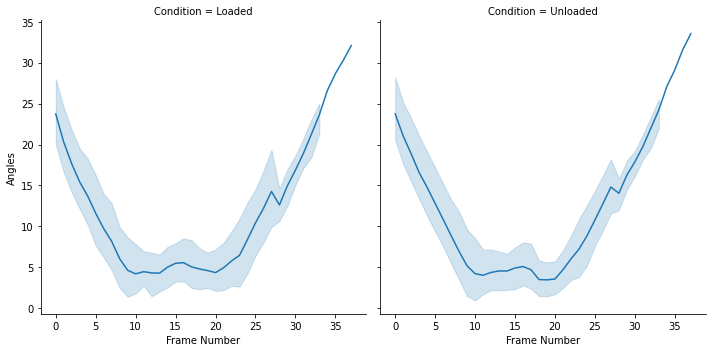 Condition = Loaded
Condition = Unloaded
35
30
25
20
15
10
5
0
Angles
0 5 10 15 20 25 30 35
0 5 10 15 20 25 30 35
Frame Number
Frame Number